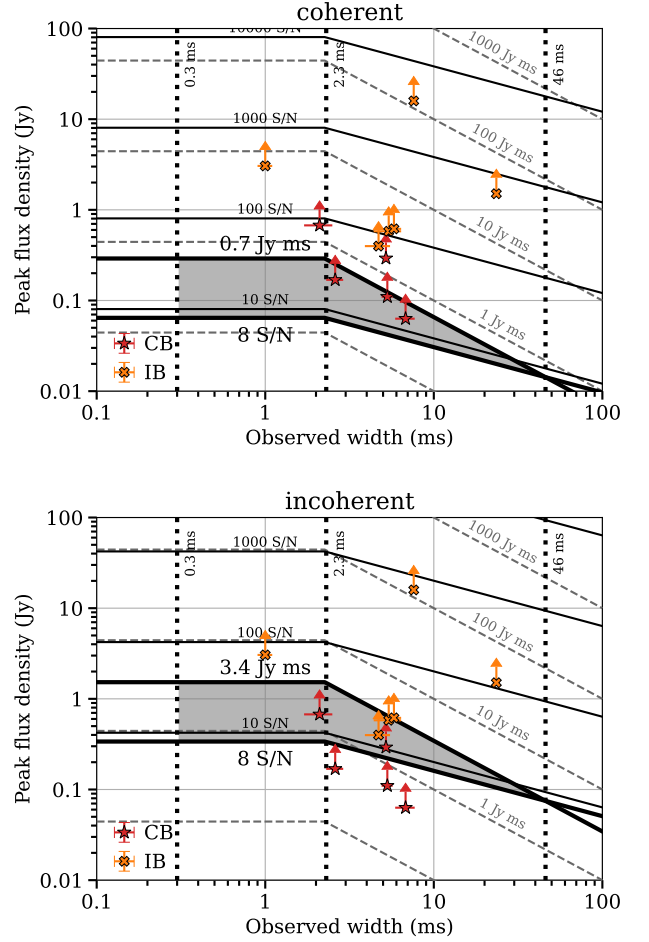 coherent
10000 S/N
0.3 ms
2.3 ms
46 ms
1000 Jy ms
100
1000 S/N
100 Jy ms
10
Peak flux density (Jy)
100 S/N
10 Jy ms
1
0.7 Jy ms
10 S/N
1 Jy ms
0.1
8 S/N
CB
IB
0.01
0.1
1
10
100
Observed width (ms)
incoherent
100
1000 S/N
0.3 ms
2.3 ms
46 ms
1000 Jy ms
10
100 S/N
100 Jy ms
Peak flux density (Jy)
3.4 Jy ms
1
10 S/N
10 Jy ms
8 S/N
0.1
1 Jy ms
CB
IB
0.01
0.1
1
10
100
Observed width (ms)